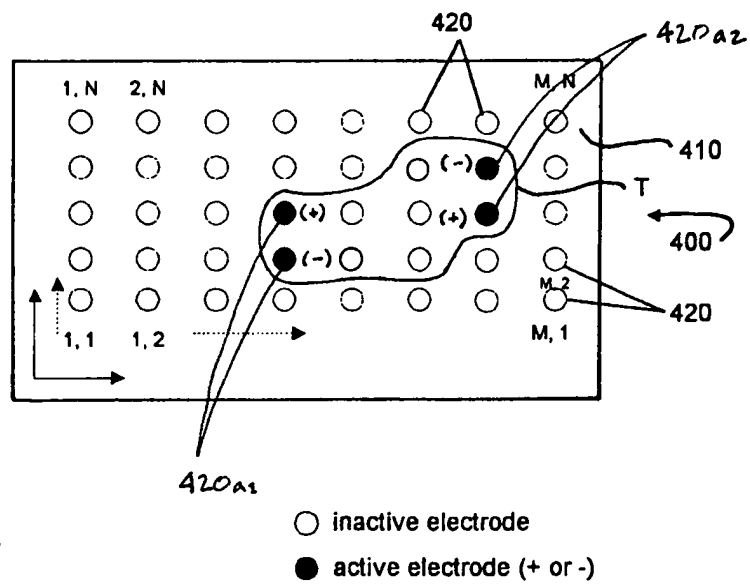 420
420a2
1, N
2, N
M, N
410
(-)
T
(+)
(+)
400
(-)
M, 2
420
1, 1
1, 2
M, 1
420a1
inactive electrode
active electrode (+ or -)